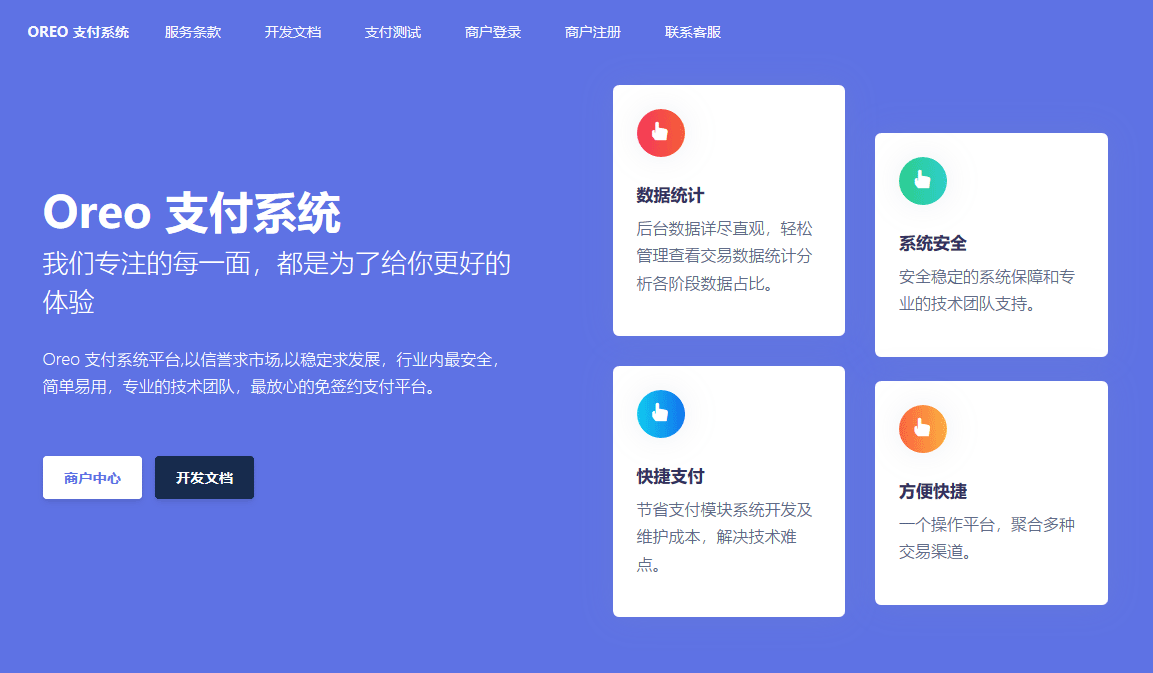 OREO 支付系统 服务条款 开发文档 支付测试 商户登录 商户注册 联系客服
Oreo 支付系统
我们专注的每一面，都是为了给你更好的
体验
Oreo 支付系统平台,以信誉求市场,以稳定求发展，行业内最安全，
简单易用，专业的技术团队，最放心的免签约支付平台。
商户中心 开发文档
数据统计
后台数据详尽直观，轻松
管理查看交易数据统计分
析各阶段数据占比。
系统安全
安全稳定的系统保障和专
业的技术团队支持。
快捷支付
节省支付模块系统开发及
维护成本，解决技术难
点。
方便快捷
一个操作平台，聚合多种
交易渠道。